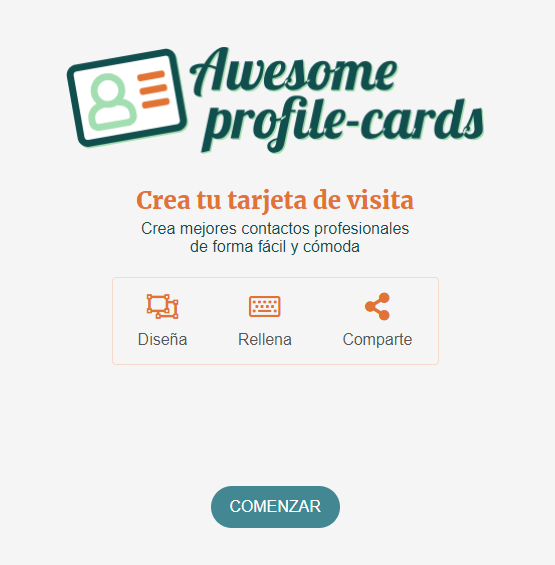 Awesome
profile-cards
Crea tu tarjeta de visita
Crea mejores contactos profesionales
de forma fácil y cómoda
Diseña
Rellena
Comparte
COMENZAR